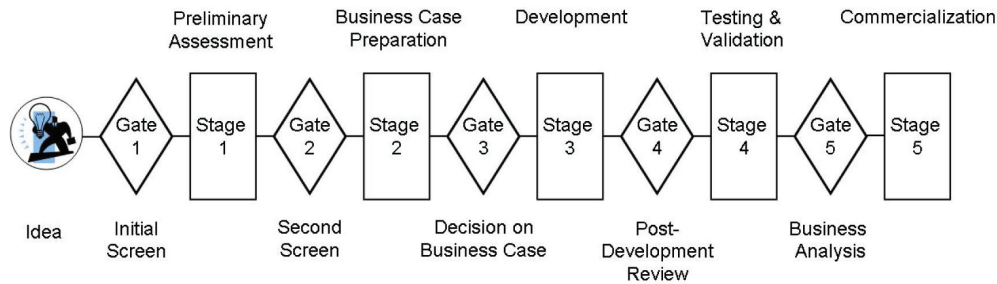 Preliminary
Assessment
Business Case
Preparation
Development
Testing &
Validation
Commercialization
Gate
1
Stage
1
Gate
2
Stage
2
Gate
3
Stage
3
Gate
4
Stage
4
Gate
5
Stage
5
Idea
Initial
Screen
Second
Screen
Decision on
Business Case
Post-
Development
Review
Business
Analysis